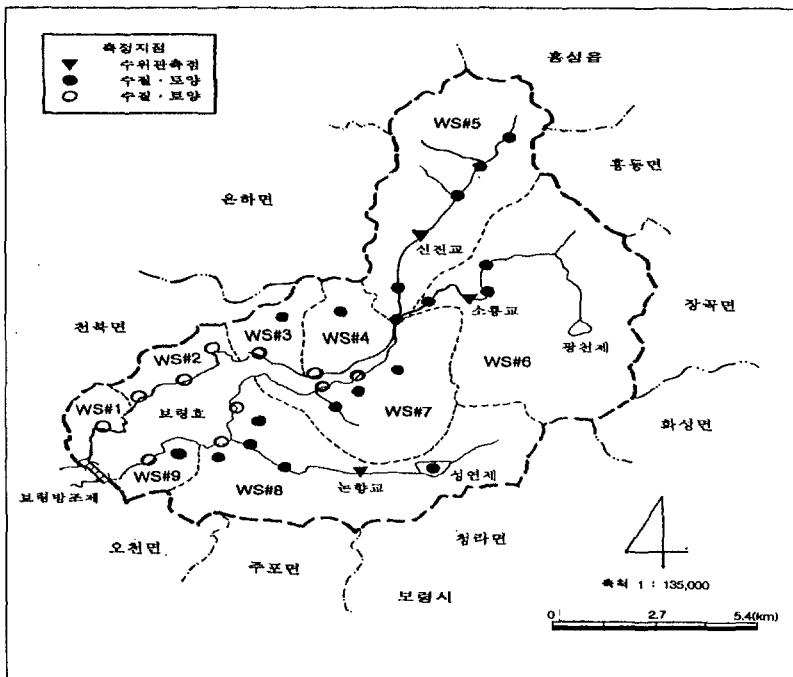 측정지점
수위관측점
수질 · 토양
수질 · 토양
홍성읍
WS#5
홍동면
은하면
신진교
장곡면
소룡교
천북면
WS#3
WS#4
광천제
WS#2
WS#6
WS#1
보령호
WS#7
화성면
WS#9
성연제
보령방조제
WS#8
논향교
오천면
청라면
주포면
보령시
축척 1 : 135,000
0 2.7 5.4(km)